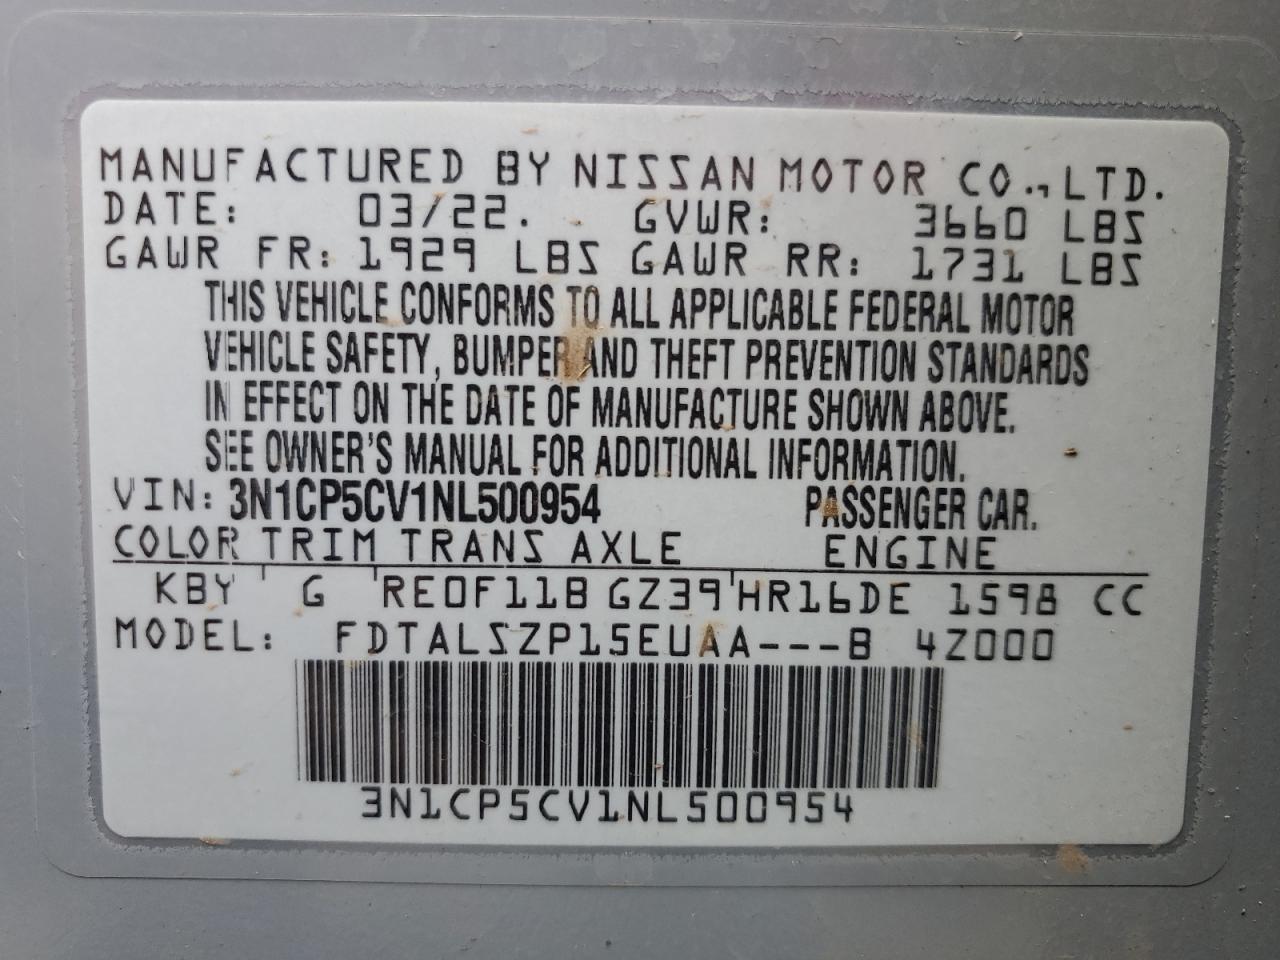 MANUFACTURED BY NISSAN MOTOR CO., LTD.
DATE: 03/22. GVWR: 3660 LBS
GAWR FR: 1929 LBS GAWR RR: 1731 LBS
THIS VEHICLE CONFORMS TO ALL APPLICABLE FEDERAL MOTOR
VEHICLE SAFETY, BUMPER AND THEFT PREVENTION STANDARDS
IN EFFECT ON THE DATE OF MANUFACTURE SHOWN ABOVE.
SEE OWNER'S MANUAL FOR ADDITIONAL INFORMATION.
VIN: 3N1CP5CV1NL500954 PASSENGER CAR.
COLOR TRIM TRANS AXLE ENGINE
KBY G RE0F11B GZ39 HR16DE 1598 CC
MODEL: FDTALSZP15EUAA---B 4Z000
3N1CP5CV1NL500954